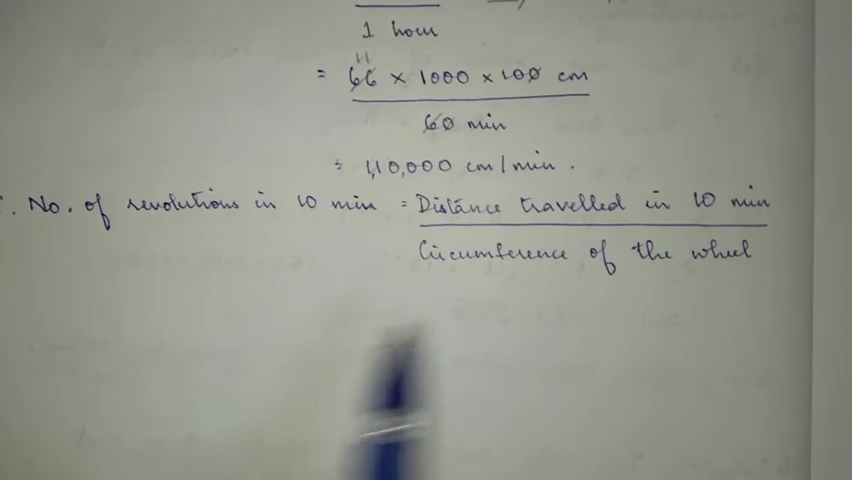 1 hour
11
= 66 × 1000 × 100 cm
60 min
= 1,10,000 cm/min.
∴ No. of revolutions in 10 min = Distance travelled in 10 min
Circumference of the wheel